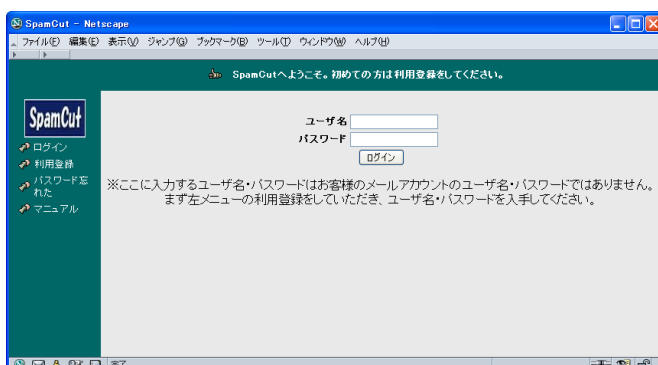 SpamCut - Netscape
ファイル(F) 編集(E) 表示(V) ジャンプ(G) ブックマーク(B) ツール(T) ウィンドウ(W) ヘルプ(H)
SpamCutへようこそ。初めての方は利用登録をしてください。
SpamCut
ログイン
利用登録
パスワード忘
れた
マニュアル
ユーザ名
パスワード
ログイン
※ここに入力するユーザ名・パスワードはお客様のメールアカウントのユーザ名・パスワードではありません。
まず左メニューの利用登録をしていただき、ユーザ名・パスワードを入手してください。
完了